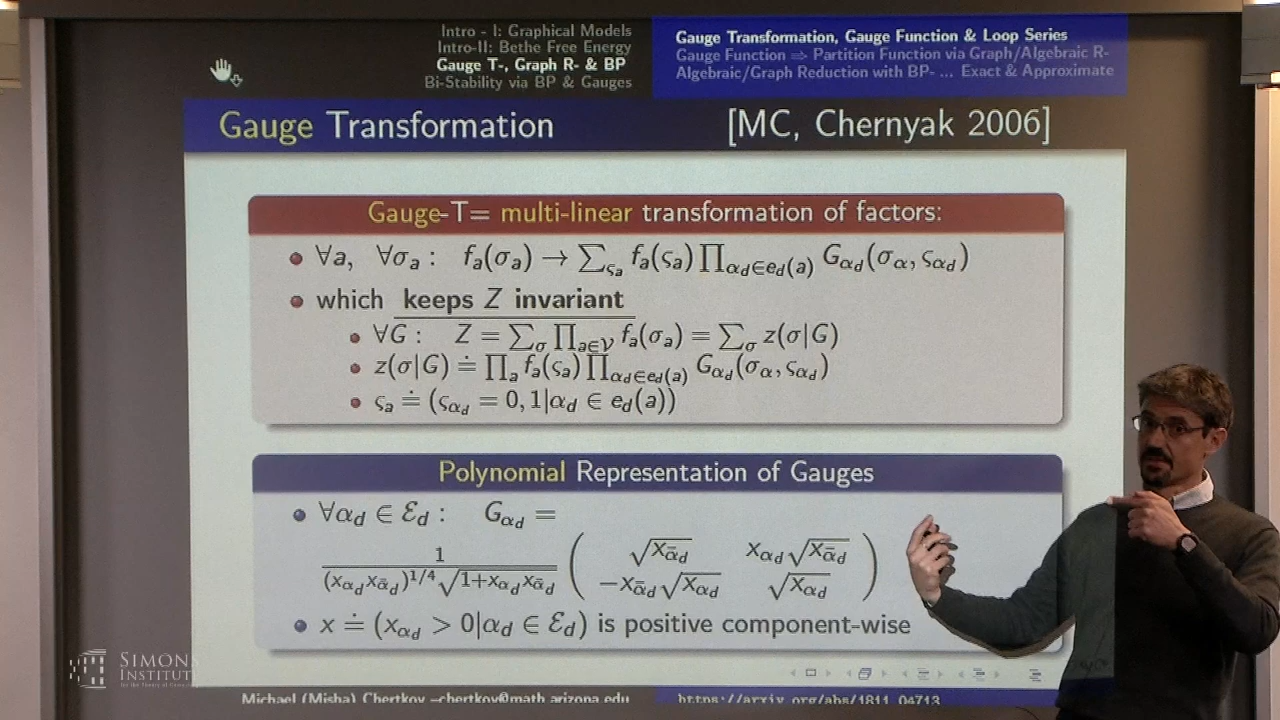 Intro - I: Graphical Models
Intro-II: Bethe Free Energy
Gauge T-, Graph R- & BP
Bi-Stability via BP & Gauges
Gauge Transformation, Gauge Function & Loop Series
Gauge Function ⇒ Partition Function via Graph/Algebraic R-
Algebraic/Graph Reduction with BP- ... Exact & Approximate
Gauge Transformation [MC, Chernyak 2006]
Gauge-T= multi-linear transformation of factors:
• ∀a, ∀σ_a : f_a(σ_a) → ∑_{ς_a} f_a(ς_a) ∏_{α_d∈e_d(a)} G_{α_d}(σ_α, ς_{α_d})
• which keeps Z invariant
• ∀G : Z = ∑_σ ∏_{a∈𝒱} f_a(σ_a) = ∑_σ z(σ|G)
• z(σ|G) ≐ ∏_a f_a(ς_a) ∏_{α_d∈e_d(a)} G_{α_d}(σ_α, ς_{α_d})
• ς_a ≐ (ς_{α_d} = 0, 1|α_d ∈ e_d(a))
Polynomial Representation of Gauges
• ∀α_d ∈ ℰ_d : G_{α_d} =
1/((x_{α_d} x_{ᾱ_d})^{1/4} √(1+x_{α_d} x_{ᾱ_d})) ( √x_{ᾱ_d} x_{α_d}√x_{ᾱ_d}
−x_{ᾱ_d}√x_{α_d} √x_{α_d} )
• x ≐ (x_{α_d} > 0|α_d ∈ ℰ_d) is positive component-wise
SIMONS
INSTITUT
Michael (Misha) Chertkov –chertkov@math.arizona.edu
https://arxiv.org/abs/1811.04713